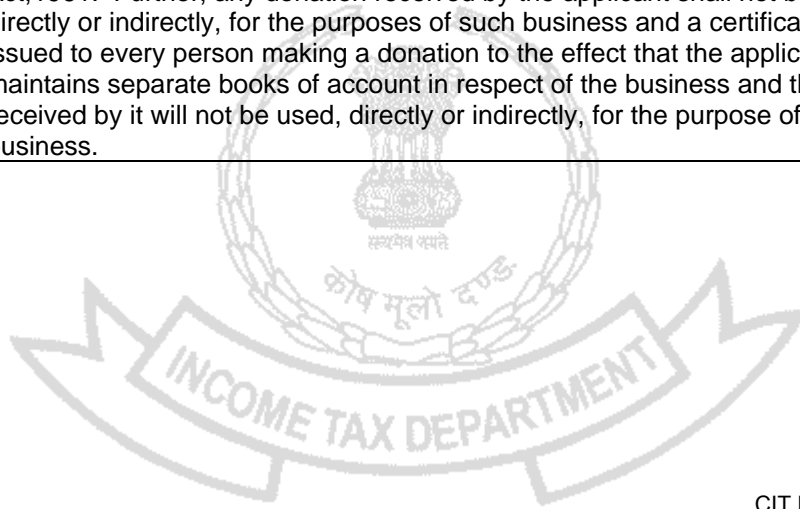 directly or indirectly, for the purposes of such business and a certifica
issued to every person making a donation to the effect that the applic
maintains separate books of account in respect of the business and th
received by it will not be used, directly or indirectly, for the purpose of
business.
सत्यमेव जयते
कोष मूलो दण्डः
INCOME TAX DEPARTMENT
CIT